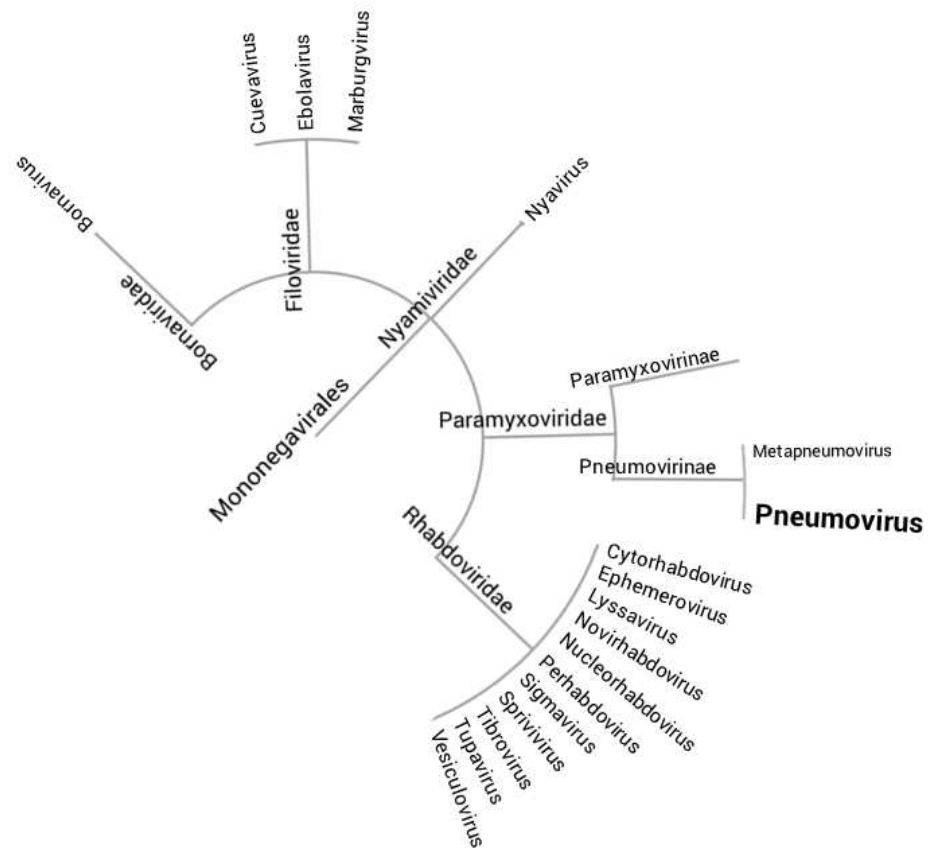 Mononegavirales
Bornaviridae
Bornavirus
Filoviridae
Cuevavirus
Ebolavirus
Marburgvirus
Nyamiviridae
Nyavirus
Paramyxoviridae
Paramyxovirinae
Pneumovirinae
Metapneumovirus
Pneumovirus
Rhabdoviridae
Cytorhabdovirus
Ephemerovirus
Lyssavirus
Novirhabdovirus
Nucleorhabdovirus
Perhabdovirus
Sigmavirus
Sprivivirus
Tibrovirus
Tupavirus
Vesiculovirus